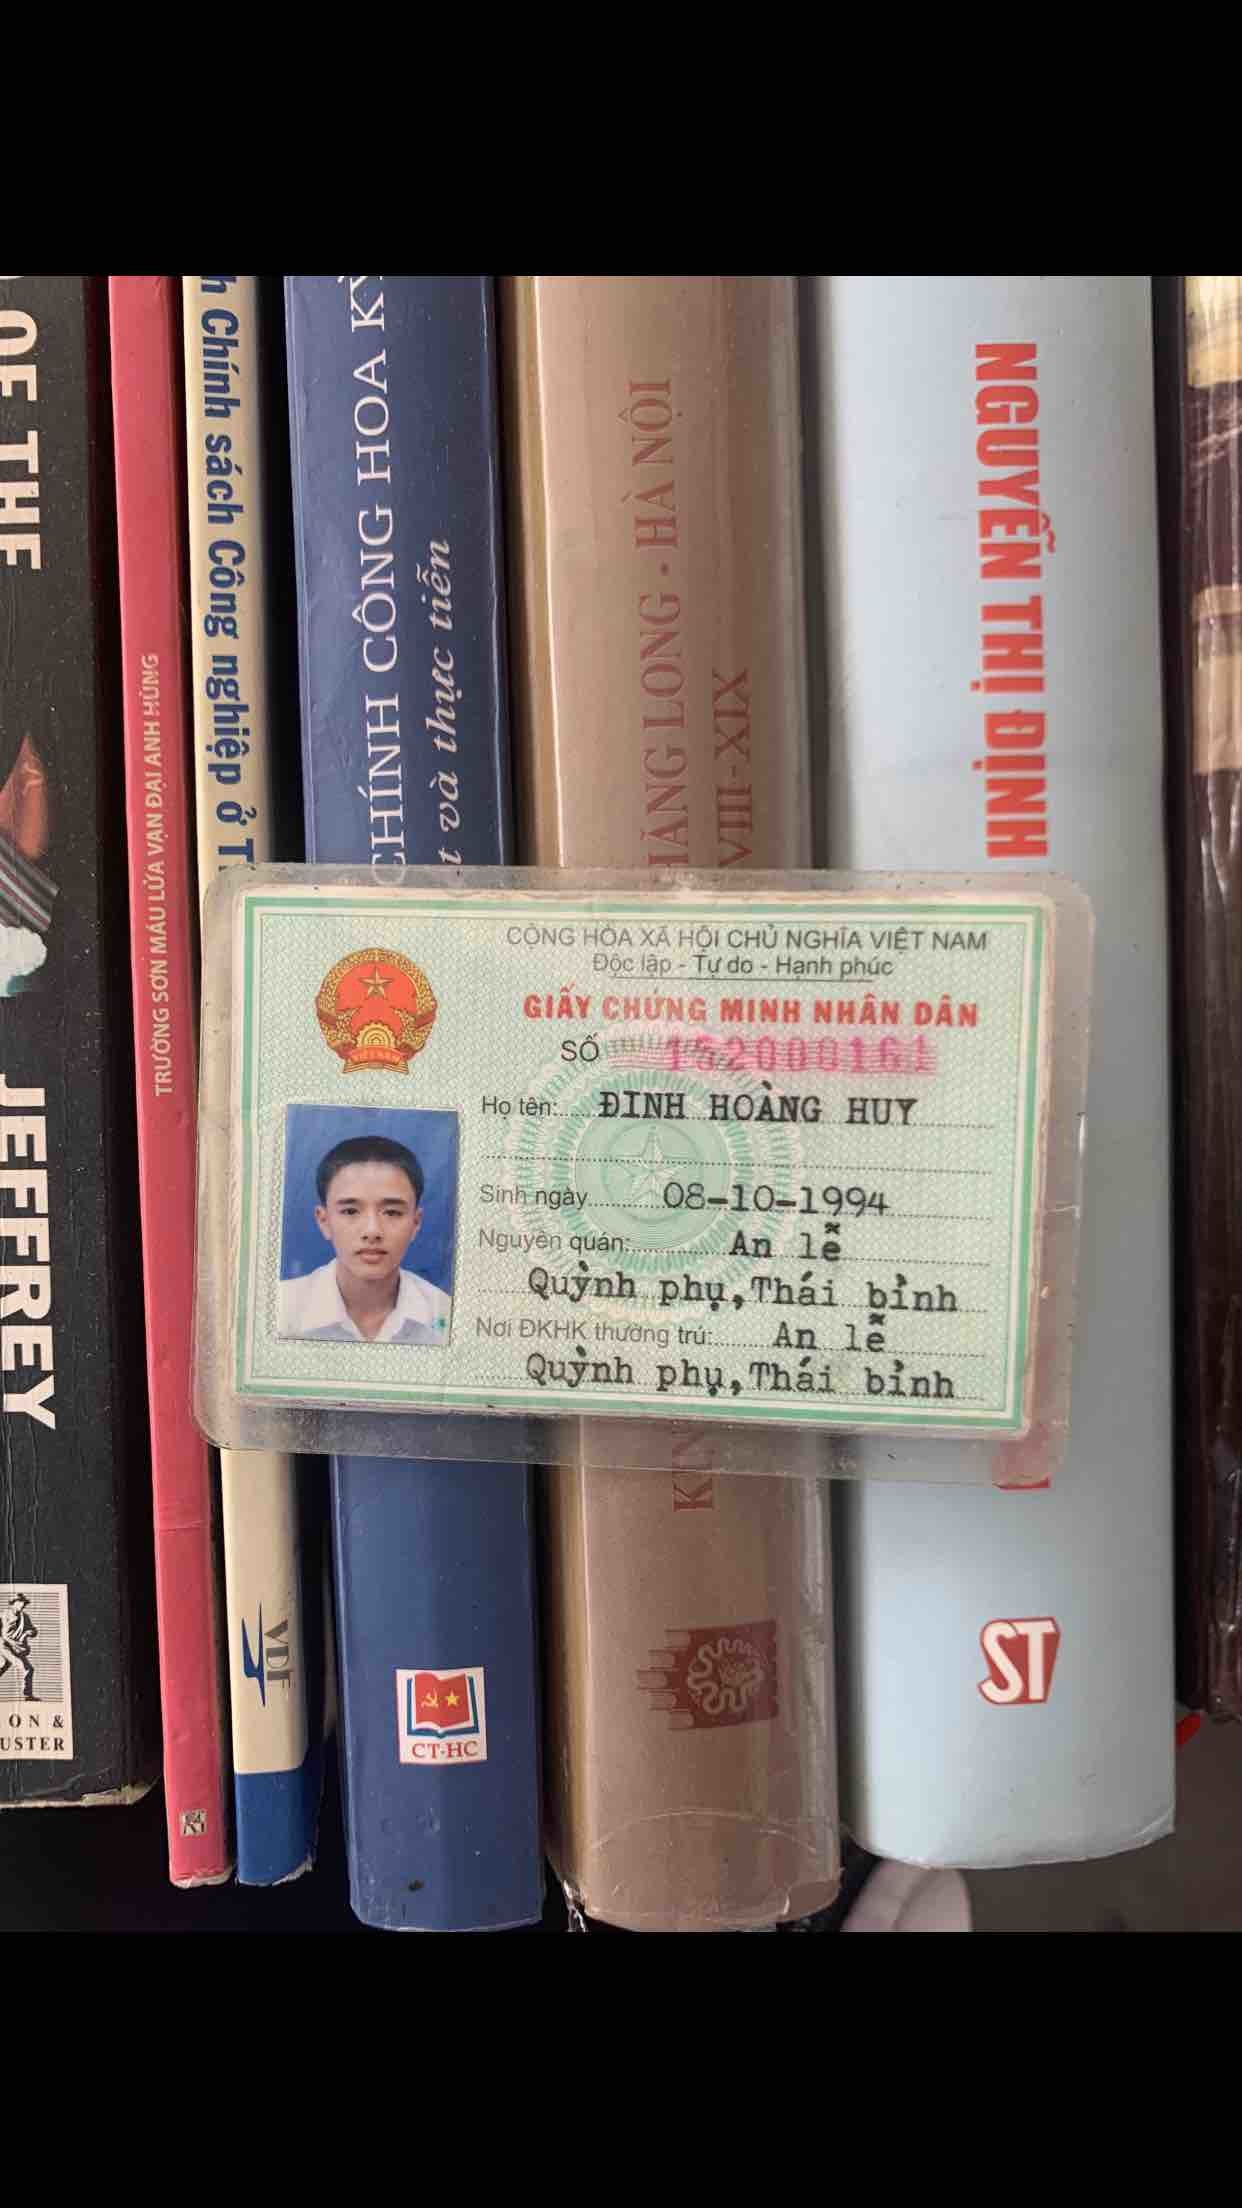 OF THE
JEFFREY
ON &
USTER
TRƯỜNG SƠN MÁU LỬA VẠN ĐẠI ANH HÙNG
Chính sách Công nghiệp ở
VDF
CHÍNH CÔNG HOA KỲ
và thực tiễn
CT-HC
THĂNG LONG - HÀ NỘI
VIII-XIX
NGUYỄN THỊ ĐỊNH
ST
CỘNG HÒA XÃ HỘI CHỦ NGHĨA VIỆT NAM
Độc lập - Tự do - Hạnh phúc
GIẤY CHỨNG MINH NHÂN DÂN
SỐ 152000161
Họ tên: ĐINH HOÀNG HUY
Sinh ngày 08-10-1994
Nguyên quán: An lễ
Quỳnh phụ, Thái bình
Nơi ĐKHK thường trú: An lễ
Quỳnh phụ, Thái bình
VIỆT NAM